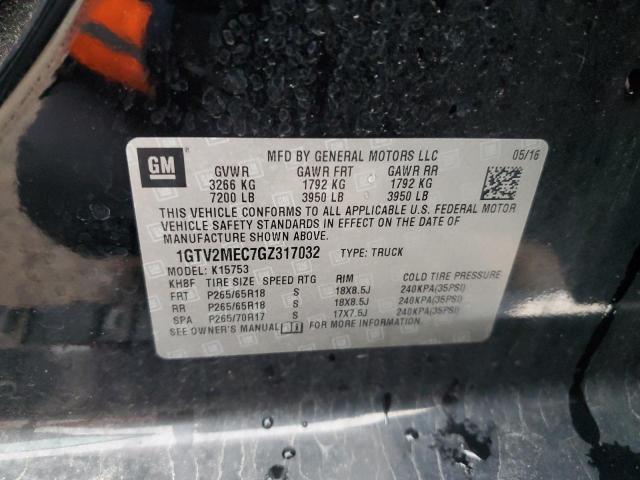 GM
MFD BY GENERAL MOTORS LLC 05/16
GVWR GAWR FRT GAWR RR
3266 KG 1792 KG 1792 KG
7200 LB 3950 LB 3950 LB
THIS VEHICLE CONFORMS TO ALL APPLICABLE U.S. FEDERAL MOTOR
VEHICLE SAFETY STANDARDS IN EFFECT ON THE DATE OF
MANUFACTURE SHOWN ABOVE.
1GTV2MEC7GZ317032 TYPE: TRUCK
MODEL: K15753
KH8F TIRE SIZE SPEED RTG RIM COLD TIRE PRESSURE
FRT P265/65R18 S 18X8.5J 240KPA(35PSI)
RR P265/65R18 S 18X8.5J 240KPA(35PSI)
SPA P265/70R17 S 17X7.5J 240KPA(35PSI)
SEE OWNER'S MANUAL FOR MORE INFORMATION.